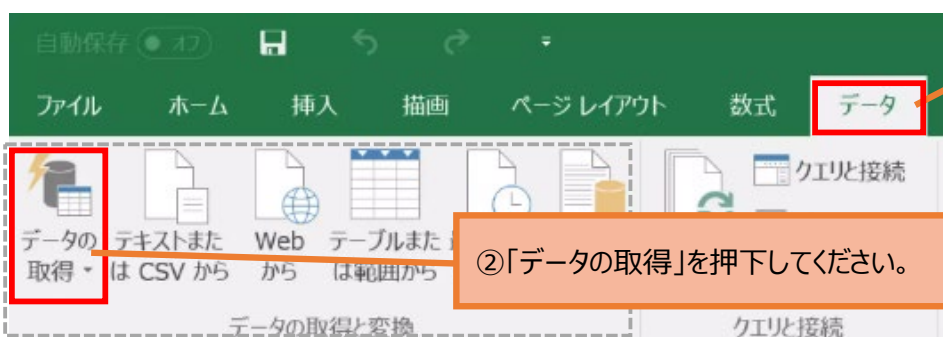 自動保存 オフ
ファイル ホーム 挿入 描画 ページ レイアウト 数式 データ
クエリと接続
データの 取得
テキストまた は CSV から
Web から
テーブルまた は範囲から
②「データの取得」を押下してください。
データの取得と変換 クエリと接続